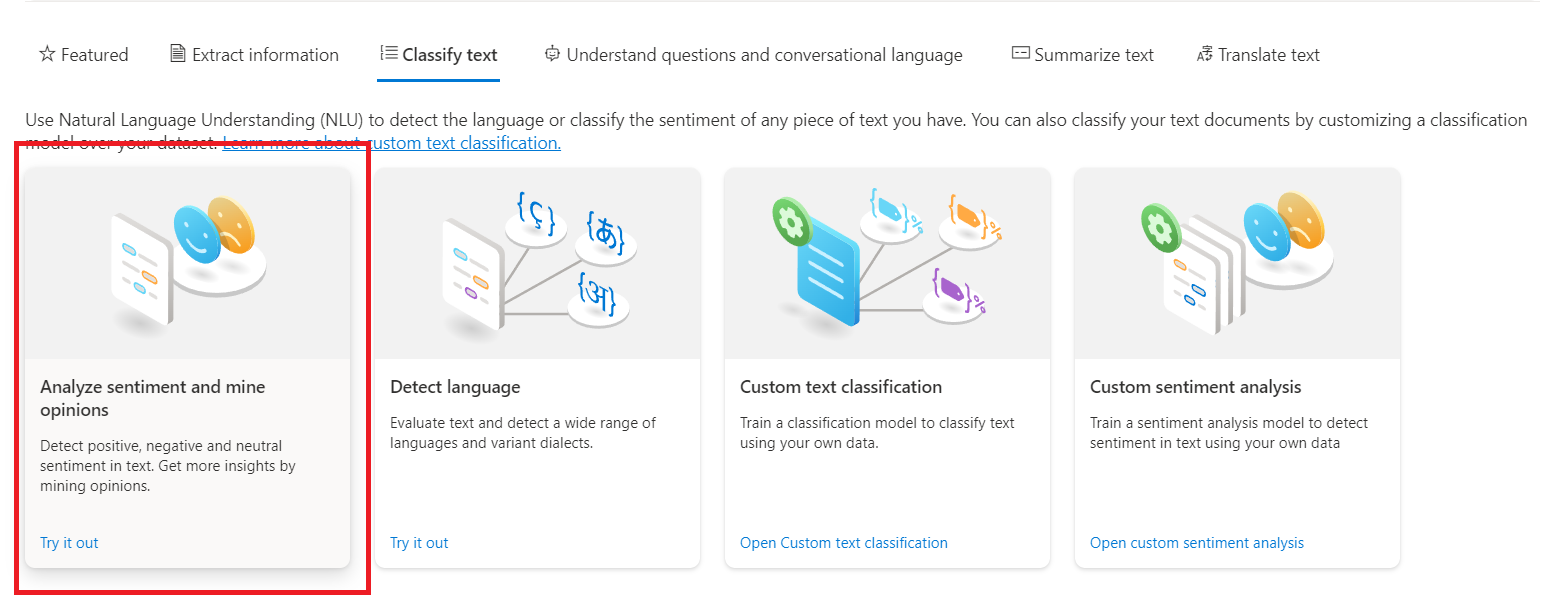 Featured Extract information Classify text Understand questions and conversational language Summarize text Translate text
Use Natural Language Understanding (NLU) to detect the language or classify the sentiment of any piece of text you have. You can also classify your text documents by customizing a classification
model over your dataset. Learn more about custom text classification.
{ç} {あ} {अ}
% % %
Analyze sentiment and mine
opinions
Detect positive, negative and neutral
sentiment in text. Get more insights by
mining opinions.
Try it out
Detect language
Evaluate text and detect a wide range of
languages and variant dialects.
Try it out
Custom text classification
Train a classification model to classify text
using your own data.
Open Custom text classification
Custom sentiment analysis
Train a sentiment analysis model to detect
sentiment in text using your own data
Open custom sentiment analysis